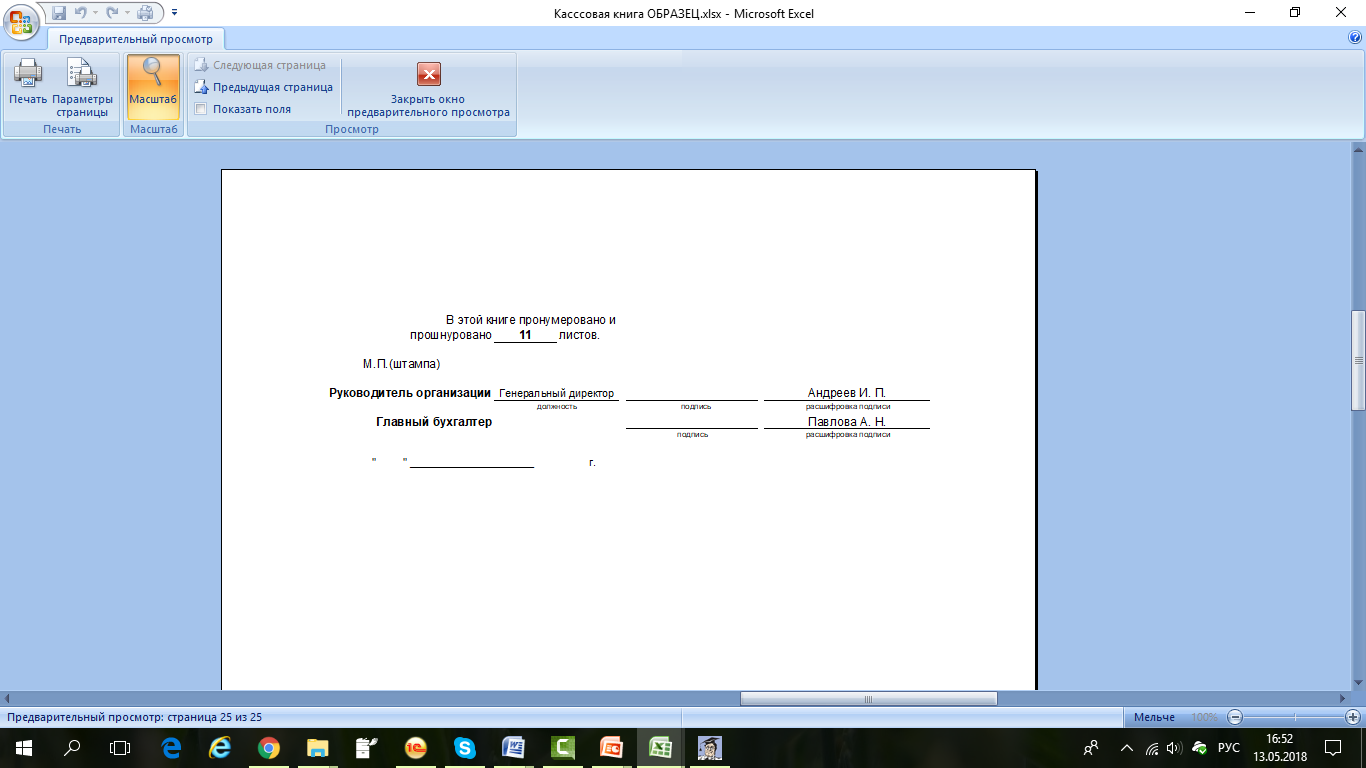 Касссовая книга ОБРАЗЕЦ.xlsx - Microsoft Excel
Предварительный просмотр
Печать
Параметры страницы
Масштаб
Следующая страница
Предыдущая страница
Показать поля
Закрыть окно
предварительного просмотра
Печать
Масштаб
Просмотр
В этой книге пронумеровано и
прошнуровано 11 листов.
М.П.(штампа)
Руководитель организации Генеральный директор Андреев И. П.
должность подпись расшифровка подписи
Главный бухгалтер Павлова А. Н.
подпись расшифровка подписи
" " г.
Предварительный просмотр: страница 25 из 25 Мельче 100%
РУС 16:52
13.05.2018